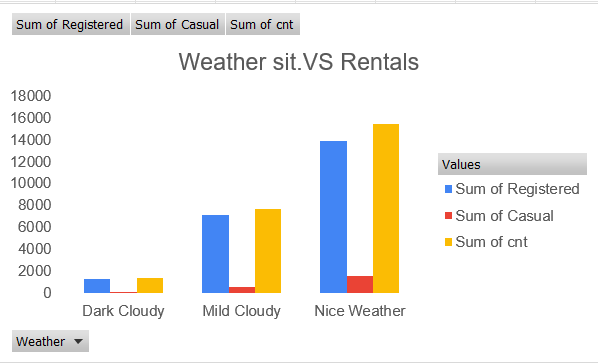 Sum of Registered Sum of Casual Sum of cnt
Weather sit.VS Rentals
18000
16000
14000
12000
10000
8000
6000
4000
2000
0
Dark Cloudy Mild Cloudy Nice Weather
Values
Sum of Registered
Sum of Casual
Sum of cnt
Weather